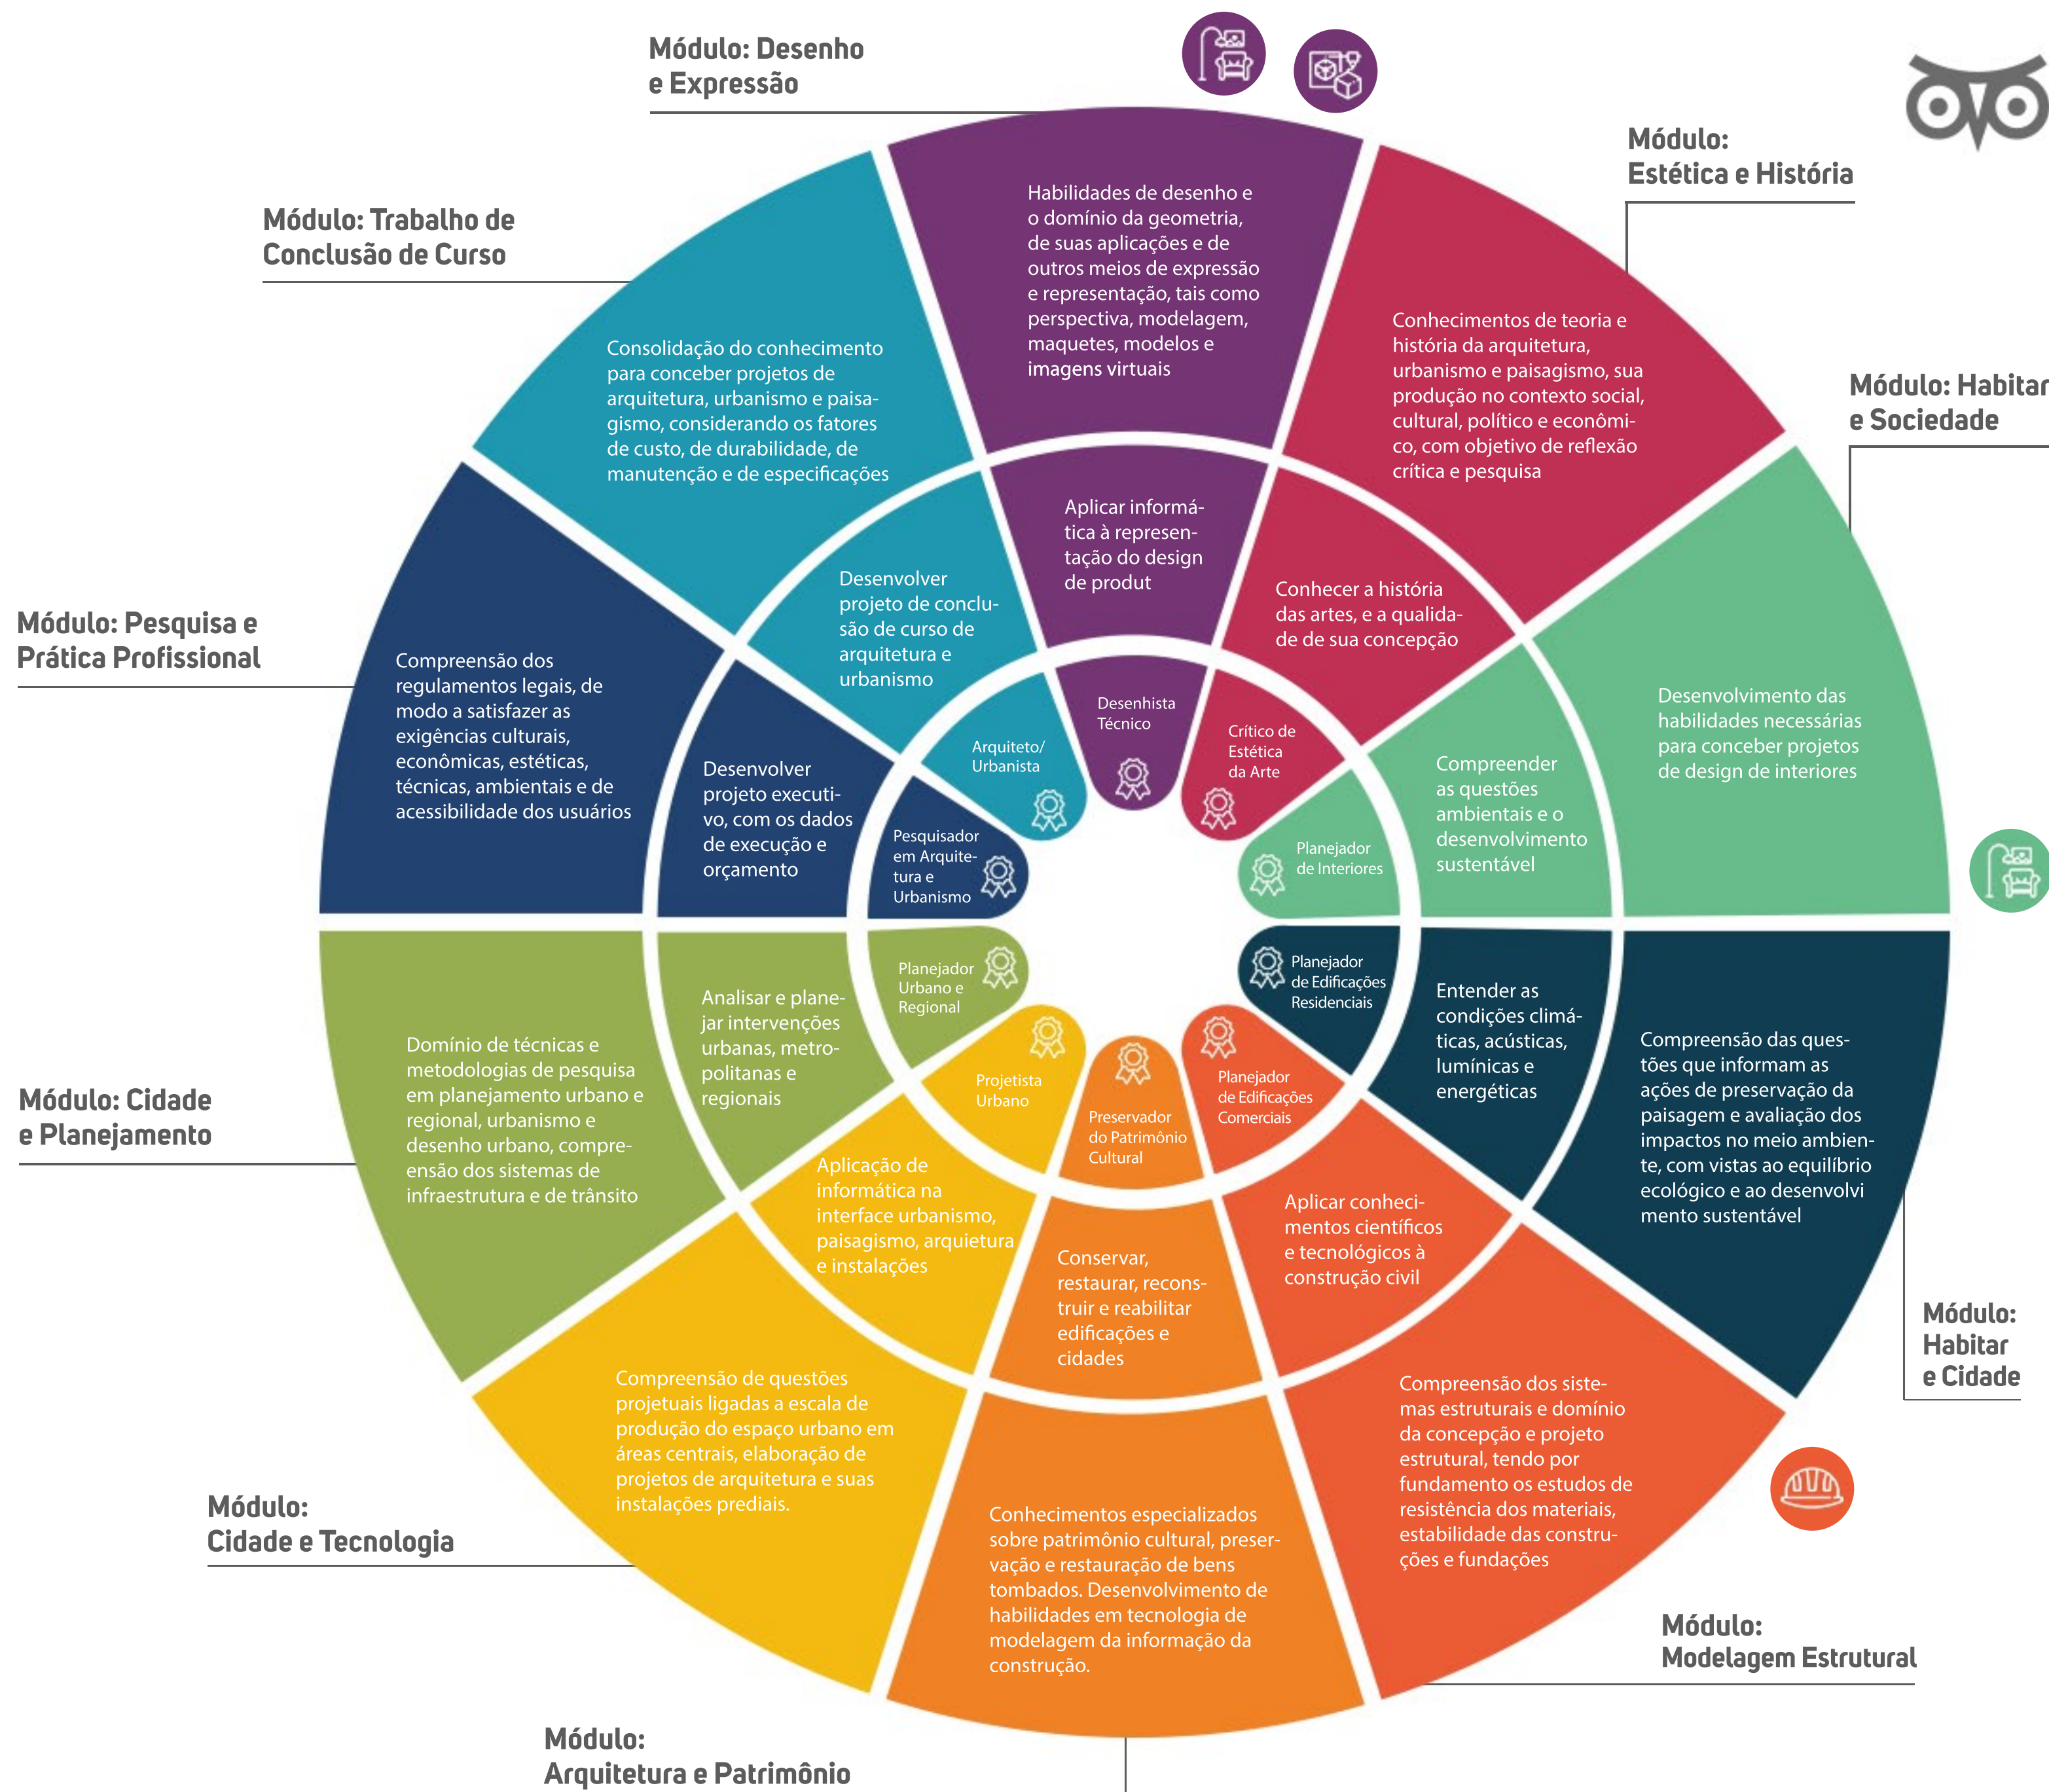 Módulo: Desenho
e Expressão
Habilidades de desenho e
o domínio da geometria,
de suas aplicações e de
outros meios de expressão
e representação, tais como
perspectiva, modelagem,
maquetes, modelos e
imagens virtuais
Aplicar informá-
tica à represen-
tação do design
de produt
Desenhista
Técnico
Módulo:
Estética e História
Conhecimentos de teoria e
história da arquitetura,
urbanismo e paisagismo, sua
produção no contexto social,
cultural, político e econômi-
co, com objetivo de reflexão
crítica e pesquisa
Conhecer a história
das artes, e a qualida-
de de sua concepção
Crítico de
Estética
da Arte
Módulo: Habitar
e Sociedade
Desenvolvimento das
habilidades necessárias
para conceber projetos
de design de interiores
Compreender
as questões
ambientais e o
desenvolvimento
sustentável
Planejador
de Interiores
Módulo:
Habitar
e Cidade
Compreensão das ques-
tões que informam as
ações de preservação da
paisagem e avaliação dos
impactos no meio ambien-
te, com vistas ao equilíbrio
ecológico e ao desenvolvi
mento sustentável
Entender as
condições climá-
ticas, acústicas,
lumínicas e
energéticas
Planejador
de Edificações
Residenciais
Módulo:
Modelagem Estrutural
Compreensão dos siste-
mas estruturais e domínio
da concepção e projeto
estrutural, tendo por
fundamento os estudos de
resistência dos materiais,
estabilidade das constru-
ções e fundações
Aplicar conheci-
mentos científicos
e tecnológicos à
construção civil
Planejador
de Edificações
Comerciais
Módulo:
Arquitetura e Patrimônio
Conhecimentos especializados
sobre patrimônio cultural, preser-
vação e restauração de bens
tombados. Desenvolvimento de
habilidades em tecnologia de
modelagem da informação da
construção.
Conservar,
restaurar, recons-
truir e reabilitar
edificações e
cidades
Preservador
do Patrimônio
Cultural
Módulo:
Cidade e Tecnologia
Compreensão de questões
projetuais ligadas a escala de
produção do espaço urbano em
áreas centrais, elaboração de
projetos de arquitetura e suas
instalações prediais.
Aplicação de
informática na
interface urbanismo,
paisagismo, arquietura
e instalações
Projetista
Urbano
Módulo: Cidade
e Planejamento
Domínio de técnicas e
metodologias de pesquisa
em planejamento urbano e
regional, urbanismo e
desenho urbano, compre-
ensão dos sistemas de
infraestrutura e de trânsito
Analisar e plane-
jar intervenções
urbanas, metro-
politanas e
regionais
Planejador
Urbano e
Regional
Módulo: Pesquisa e
Prática Profissional
Compreensão dos
regulamentos legais, de
modo a satisfazer as
exigências culturais,
econômicas, estéticas,
técnicas, ambientais e de
acessibilidade dos usuários
Desenvolver
projeto executi-
vo, com os dados
de execução e
orçamento
Pesquisador
em Arquite-
tura e
Urbanismo
Módulo: Trabalho de
Conclusão de Curso
Consolidação do conhecimento
para conceber projetos de
arquitetura, urbanismo e paisa-
gismo, considerando os fatores
de custo, de durabilidade, de
manutenção e de especificações
Desenvolver
projeto de conclu-
são de curso de
arquitetura e
urbanismo
Arquiteto/
Urbanista